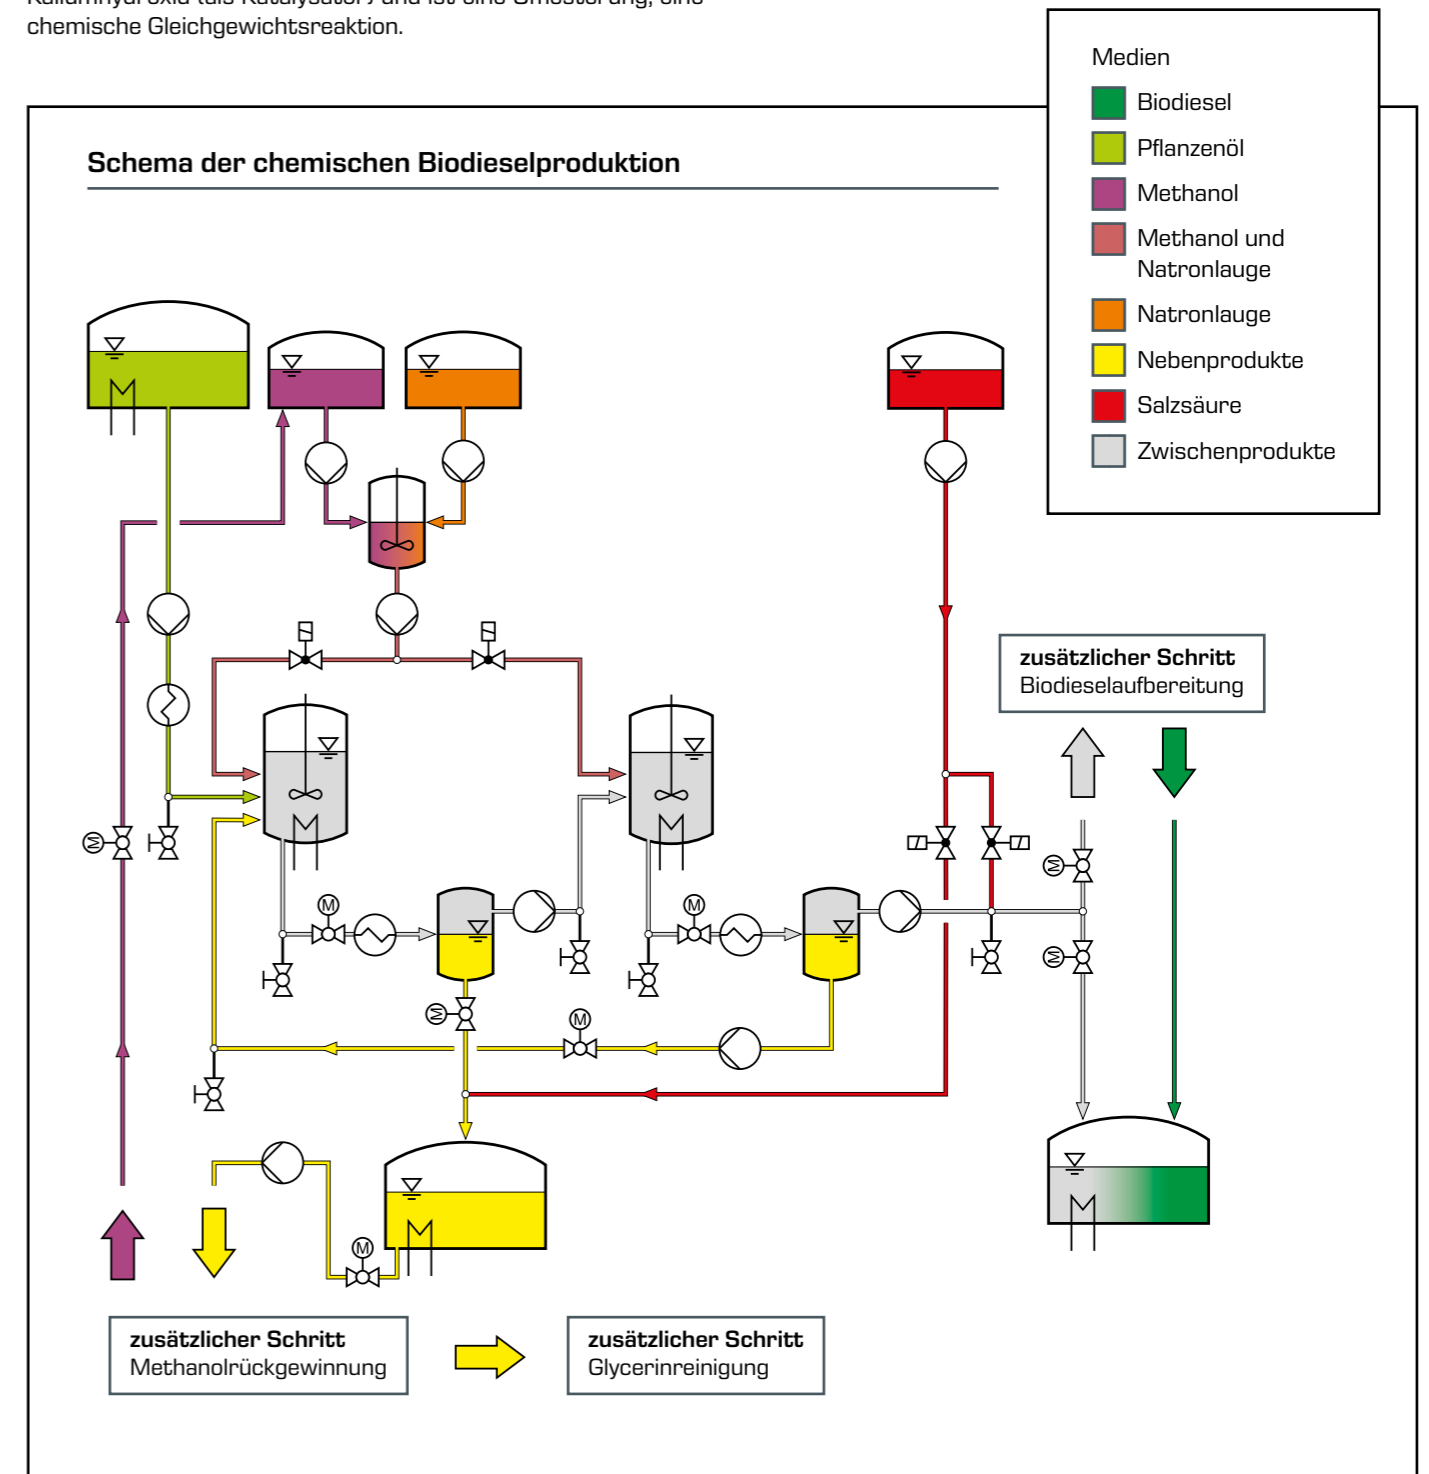 chemische Gleichgewichtsreaktion.
Medien
Biodiesel
Pflanzenöl
Methanol
Methanol und
Natronlauge
Natronlauge
Nebenprodukte
Salzsäure
Zwischenprodukte
Schema der chemischen Biodieselproduktion
zusätzlicher Schritt
Biodieselaufbereitung
M
M
M
M
M
M
M
M
zusätzlicher Schritt
Methanolrückgewinnung
zusätzlicher Schritt
Glycerinreinigung